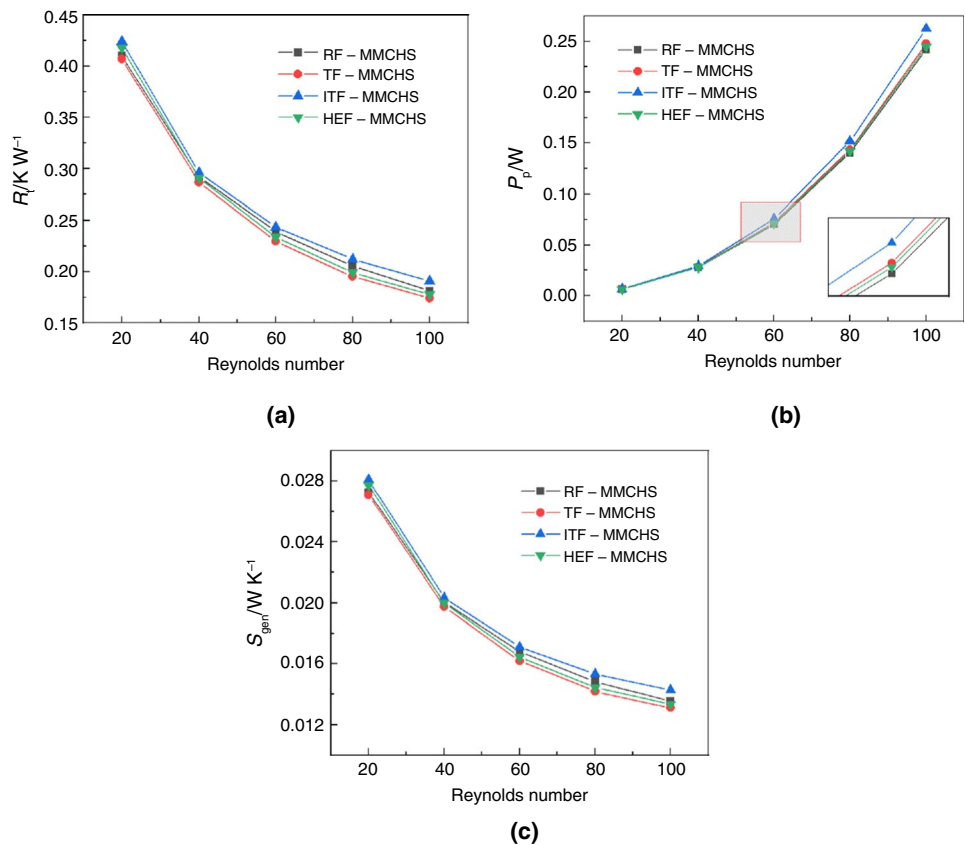 0.45
0.40
0.35
0.30
0.25
0.20
0.15
Rt/K W⁻¹
RF – MMCHS
TF – MMCHS
ITF – MMCHS
HEF – MMCHS
20 40 60 80 100
Reynolds number
(a)
0.25
0.20
0.15
0.10
0.05
0.00
Pp/W
RF – MMCHS
TF – MMCHS
ITF – MMCHS
HEF – MMCHS
20 40 60 80 100
Reynolds number
(b)
0.028
0.024
0.020
0.016
0.012
Sgen/W K⁻¹
RF – MMCHS
TF – MMCHS
ITF – MMCHS
HEF – MMCHS
20 40 60 80 100
Reynolds number
(c)